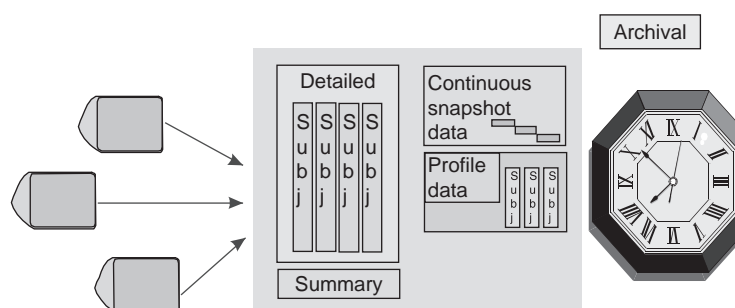 Archival
Detailed
Subj
Subj
Subj
Subj
Summary
Continuous
snapshot
data
Profile
data
Subj
Subj
Subj